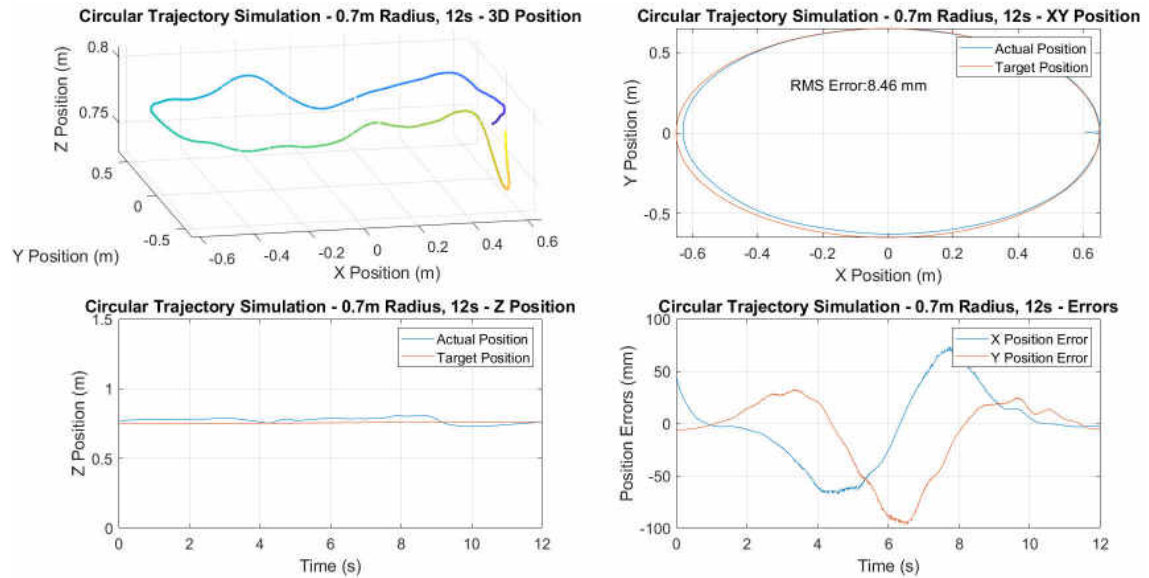 Circular Trajectory Simulation - 0.7m Radius, 12s - 3D Position
0.8
0.75
Z Position (m)
0.5
0
-0.5
Y Position (m)
-0.6
-0.4
-0.2
0
0.2
0.4
0.6
X Position (m)
Circular Trajectory Simulation - 0.7m Radius, 12s - XY Position
0.5
0
-0.5
Y Position (m)
Actual Position
Target Position
RMS Error:8.46 mm
-0.6
-0.4
-0.2
0
0.2
0.4
0.6
X Position (m)
Circular Trajectory Simulation - 0.7m Radius, 12s - Z Position
1.5
1
0.5
0
Z Position (m)
Actual Position
Target Position
0
2
4
6
8
10
12
Time (s)
Circular Trajectory Simulation - 0.7m Radius, 12s - Errors
100
50
0
-50
-100
Position Errors (mm)
X Position Error
Y Position Error
0
2
4
6
8
10
12
Time (s)